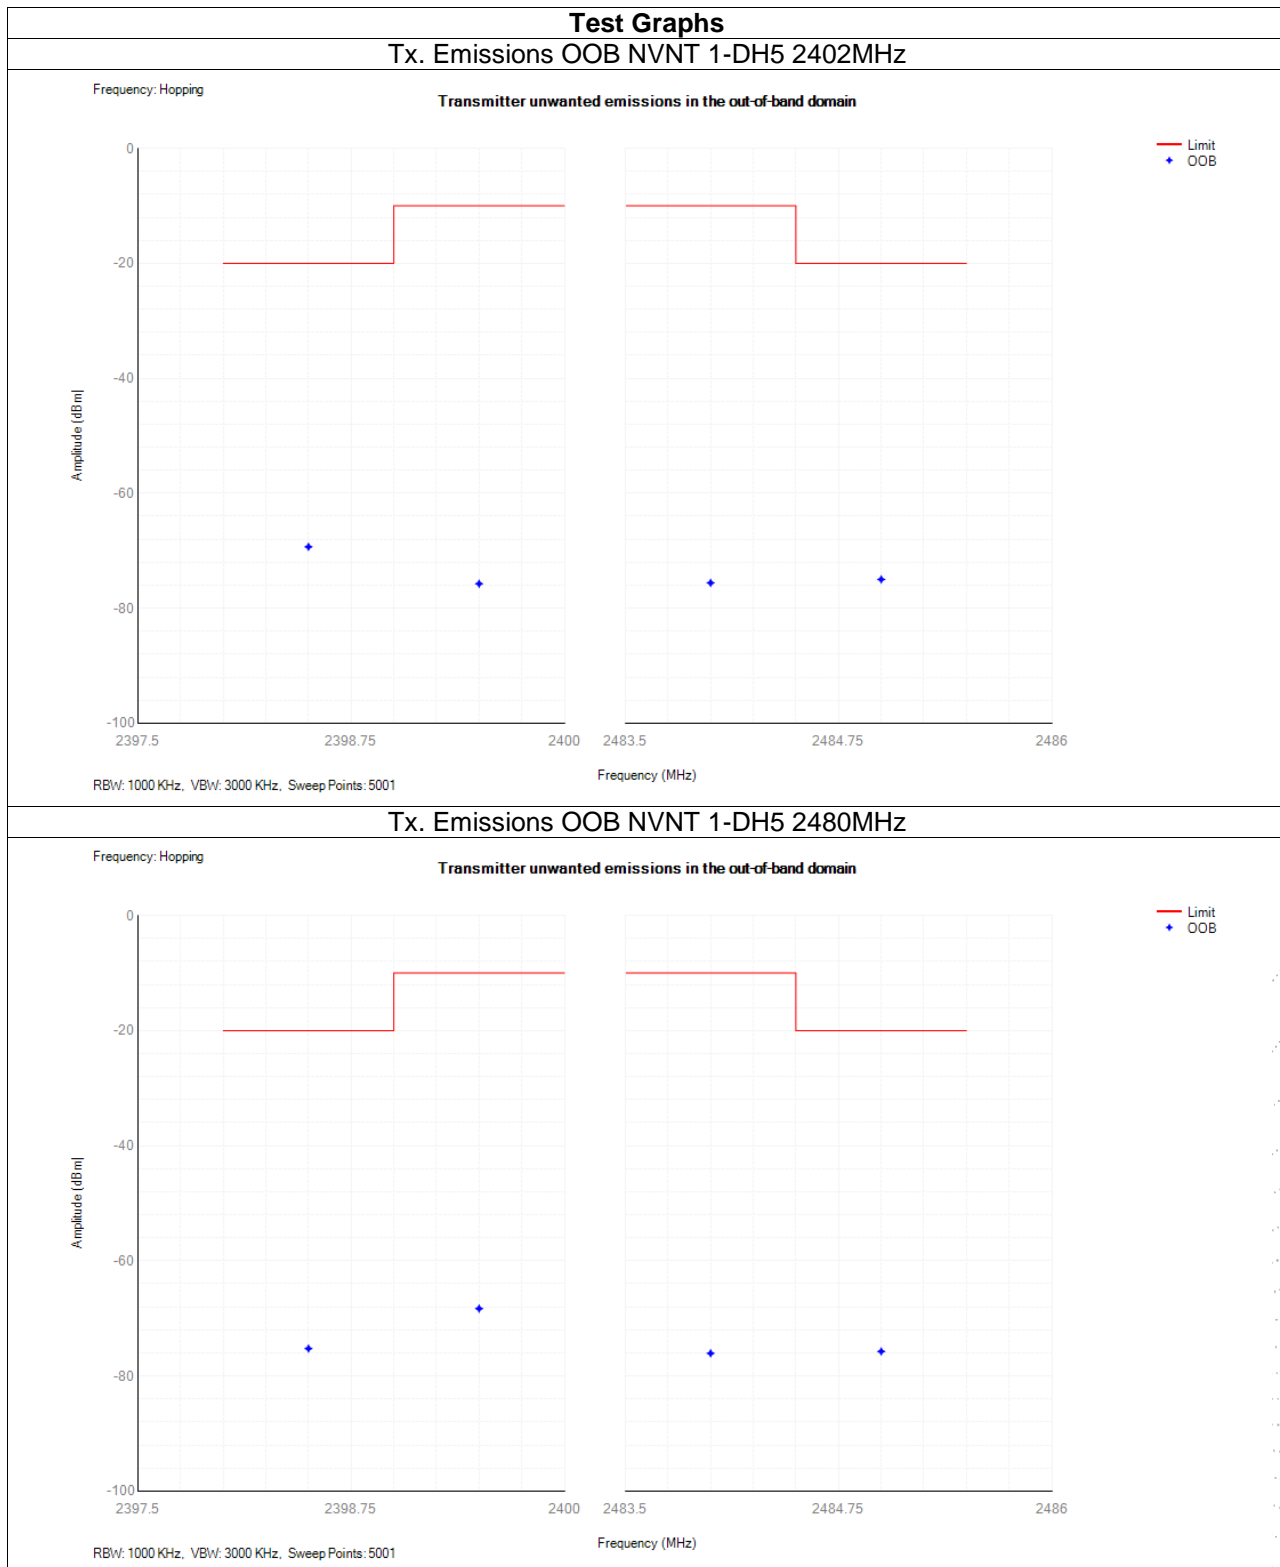 Test Graphs
Tx. Emissions OOB NVNT 1-DH5 2402MHz
Frequency: Hopping
Transmitter unwanted emissions in the out-of-band domain
Limit
OOB
0
-20
-40
-60
-80
-100
Amplitude (dBm)
2397.5 2398.75 2400 2483.5 2484.75 2486
Frequency (MHz)
RBW: 1000 KHz, VBW: 3000 KHz, Sweep Points: 5001
Tx. Emissions OOB NVNT 1-DH5 2480MHz
Frequency: Hopping
Transmitter unwanted emissions in the out-of-band domain
Limit
OOB
0
-20
-40
-60
-80
-100
Amplitude (dBm)
2397.5 2398.75 2400 2483.5 2484.75 2486
Frequency (MHz)
RBW: 1000 KHz, VBW: 3000 KHz, Sweep Points: 5001